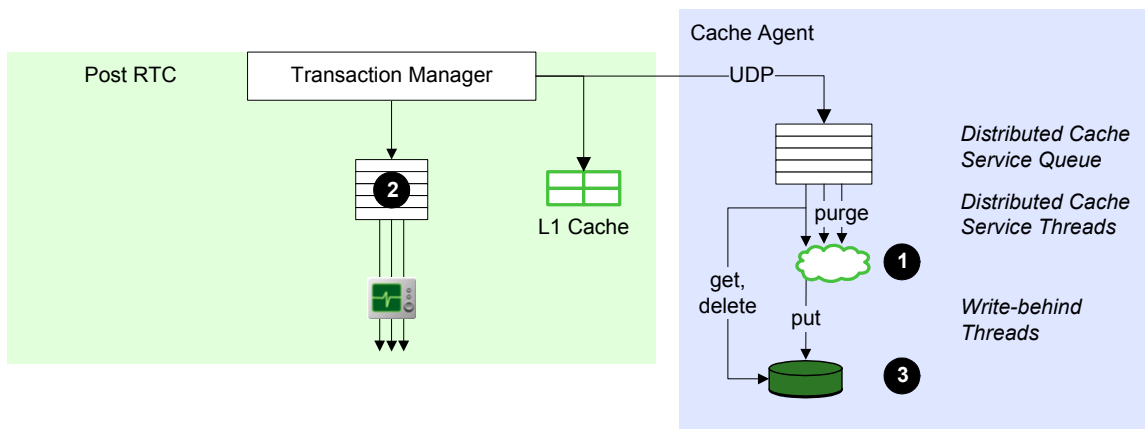 Cache Agent
Post RTC
Transaction Manager
UDP
Distributed Cache
Service Queue
2
L1 Cache
purge
Distributed Cache
Service Threads
1
get,
delete
put
Write-behind
Threads
3